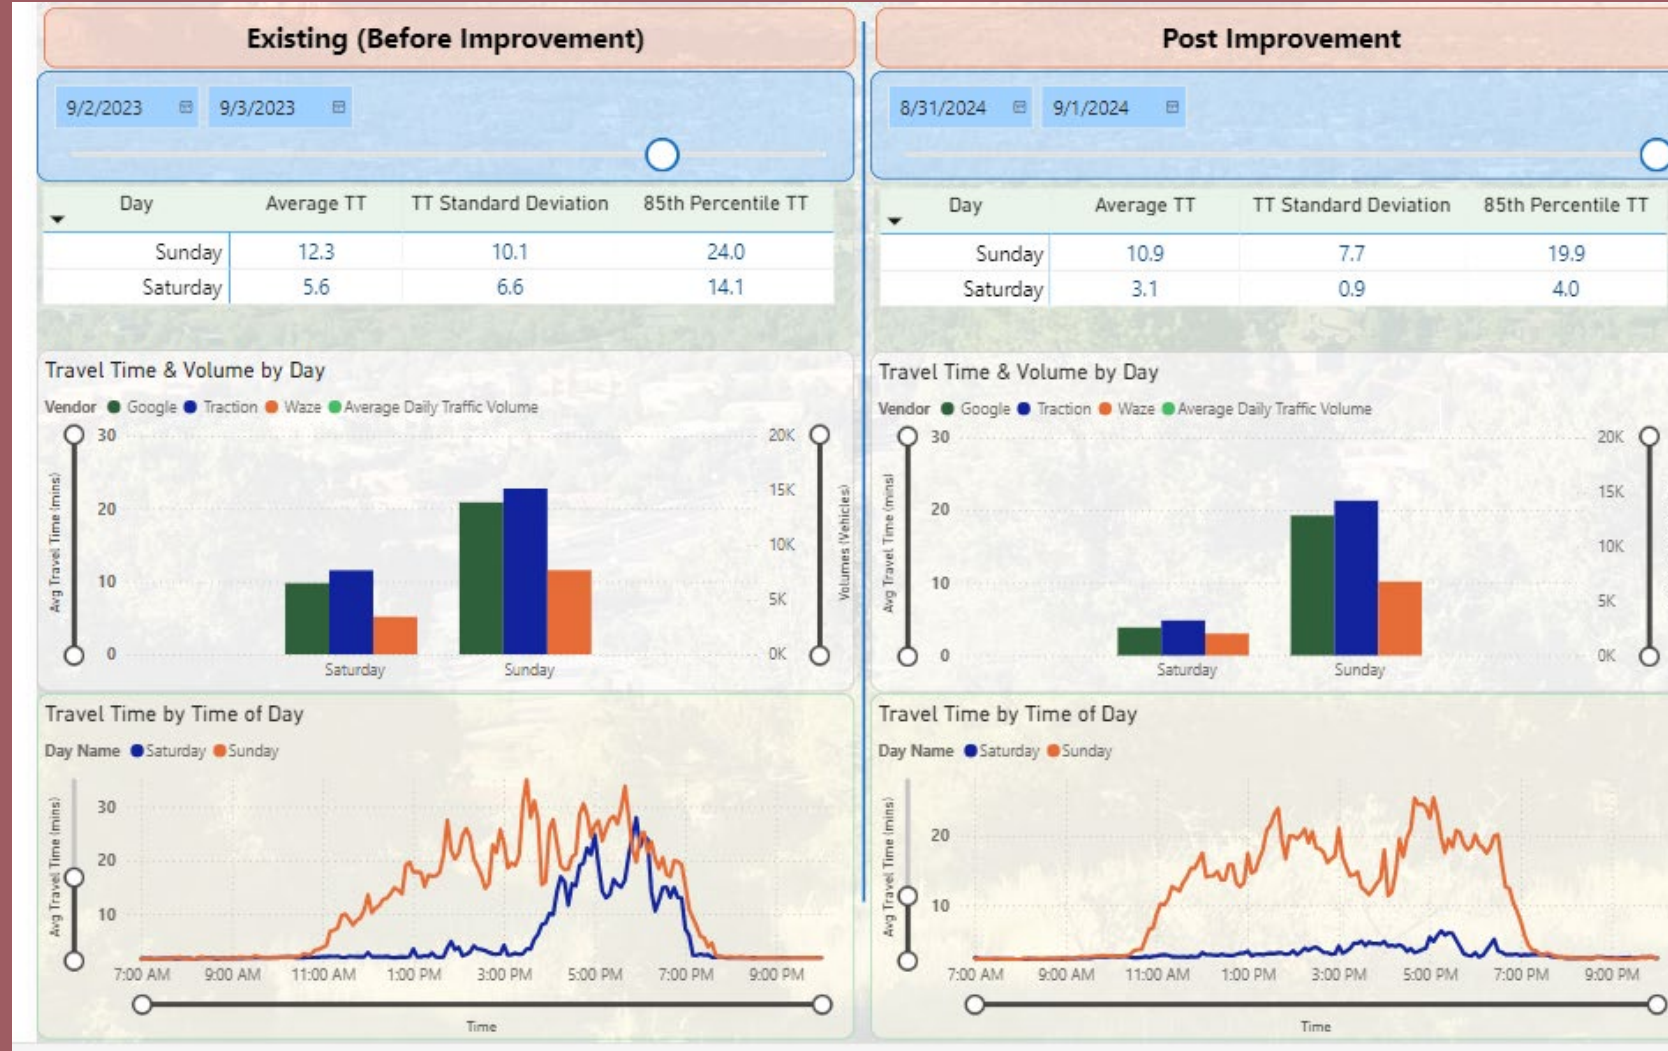 Existing (Before Improvement)
9/2/2023 9/3/2023
Day Average TT TT Standard Deviation 85th Percentile TT
Sunday 12.3 10.1 24.0
Saturday 5.6 6.6 14.1
Travel Time & Volume by Day
Vendor Google Traction Waze Average Daily Traffic Volume
Avg Travel Time (mins)
30
20
10
0
20K
15K
10K
5K
0K
Volumes (Vehicles)
Saturday Sunday
Travel Time by Time of Day
Day Name Saturday Sunday
Avg Travel Time (mins)
30
20
10
7:00 AM 9:00 AM 11:00 AM 1:00 PM 3:00 PM 5:00 PM 7:00 PM 9:00 PM
Time
Post Improvement
8/31/2024 9/1/2024
Day Average TT TT Standard Deviation 85th Percentile TT
Sunday 10.9 7.7 19.9
Saturday 3.1 0.9 4.0
Travel Time & Volume by Day
Vendor Google Traction Waze Average Daily Traffic Volume
Avg Travel Time (mins)
30
20
10
0
20K
15K
10K
5K
0K
Saturday Sunday
Travel Time by Time of Day
Day Name Saturday Sunday
Avg Travel Time (mins)
20
10
7:00 AM 9:00 AM 11:00 AM 1:00 PM 3:00 PM 5:00 PM 7:00 PM 9:00 PM
Time